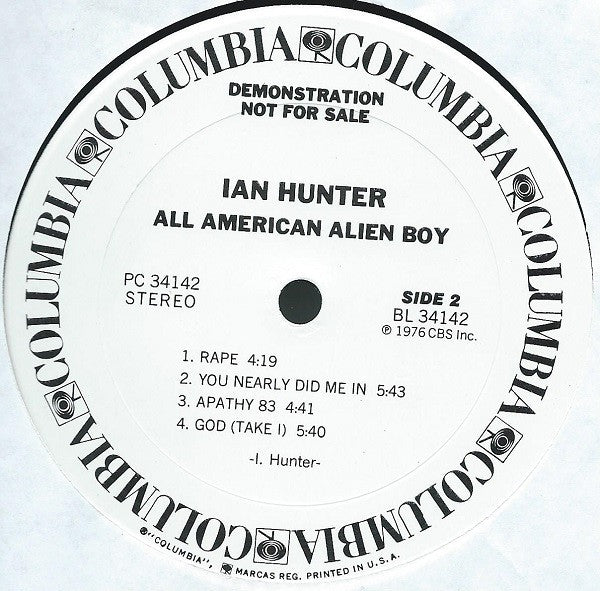 COLUMBIA COLUMBIA COLUMBIA COLUMBIA COLUMBIA COLUMBIA COLUMBIA COLUMBIA
DEMONSTRATION
NOT FOR SALE
IAN HUNTER
ALL AMERICAN ALIEN BOY
PC 34142
STEREO
SIDE 2
BL 34142
℗ 1976 CBS Inc.
1. RAPE 4:19
2. YOU NEARLY DID ME IN 5:43
3. APATHY 83 4:41
4. GOD (TAKE I) 5:40
-I. Hunter-
®"COLUMBIA", MARCAS REG. PRINTED IN U.S.A.